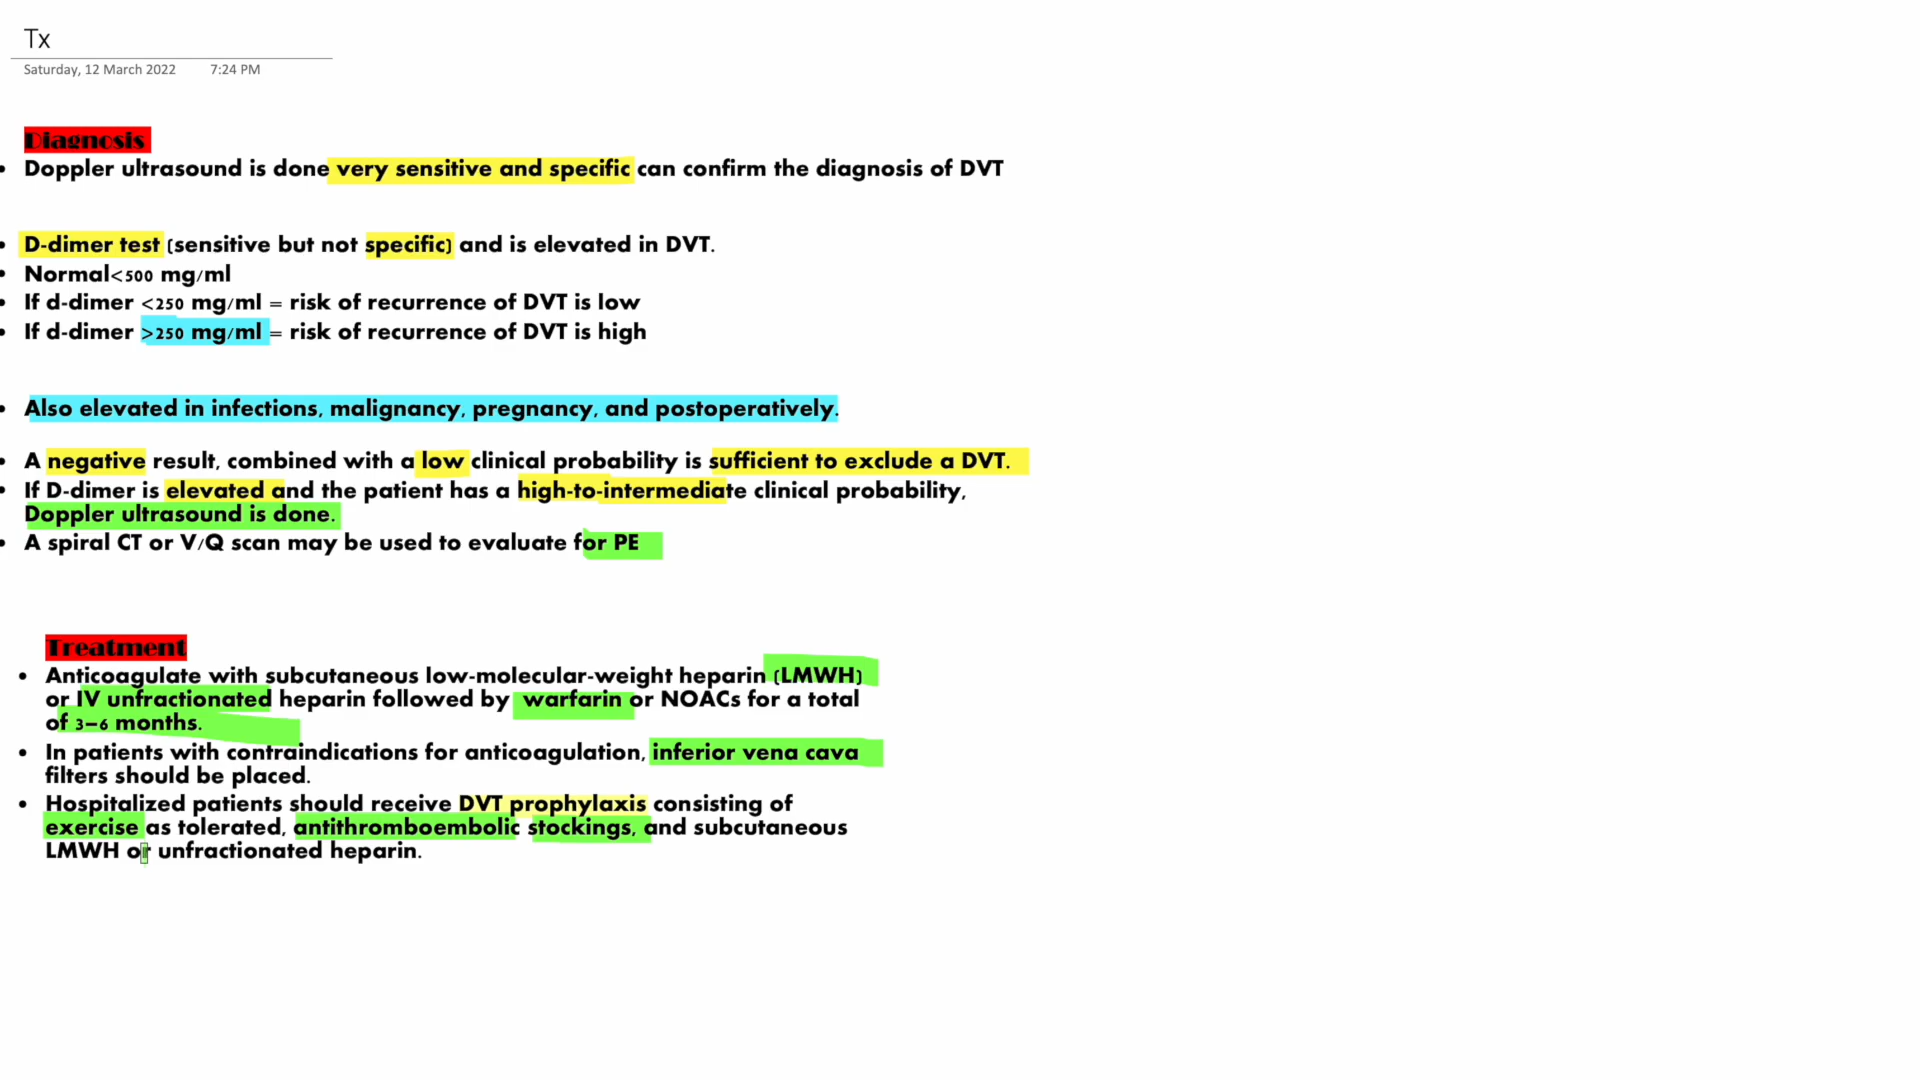 Tx
Saturday, 12 March 2022 7:24 PM
Diagnosis
• Doppler ultrasound is done very sensitive and specific can confirm the diagnosis of DVT
• D-dimer test (sensitive but not specific) and is elevated in DVT.
• Normal<500 mg/ml
• If d-dimer <250 mg/ml = risk of recurrence of DVT is low
• If d-dimer >250 mg/ml = risk of recurrence of DVT is high
• Also elevated in infections, malignancy, pregnancy, and postoperatively.
• A negative result, combined with a low clinical probability is sufficient to exclude a DVT.
• If D-dimer is elevated and the patient has a high-to-intermediate clinical probability,
Doppler ultrasound is done.
• A spiral CT or V/Q scan may be used to evaluate for PE
Treatment
• Anticoagulate with subcutaneous low-molecular-weight heparin (LMWH)
or IV unfractionated heparin followed by warfarin or NOACs for a total
of 3–6 months.
• In patients with contraindications for anticoagulation, inferior vena cava
filters should be placed.
• Hospitalized patients should receive DVT prophylaxis consisting of
exercise as tolerated, antithromboembolic stockings, and subcutaneous
LMWH or unfractionated heparin.